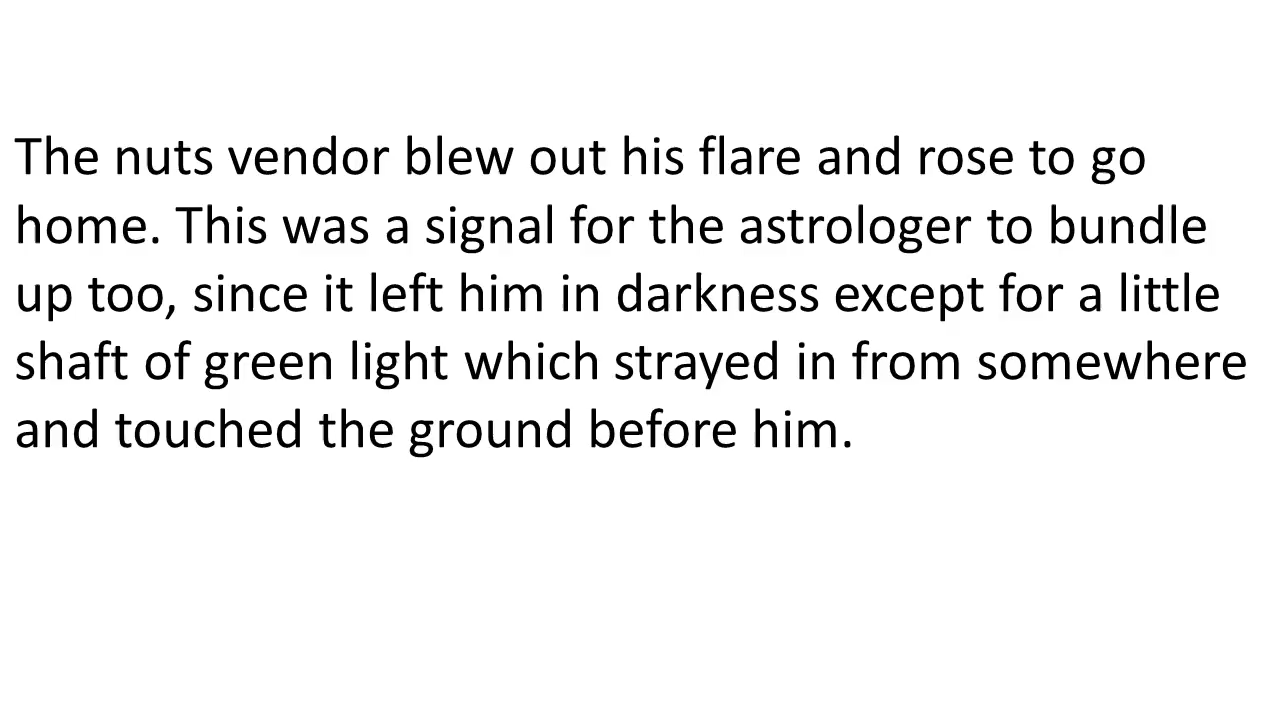 The nuts vendor blew out his flare and rose to go
home. This was a signal for the astrologer to bundle
up too, since it left him in darkness except for a little
shaft of green light which strayed in from somewhere
and touched the ground before him.